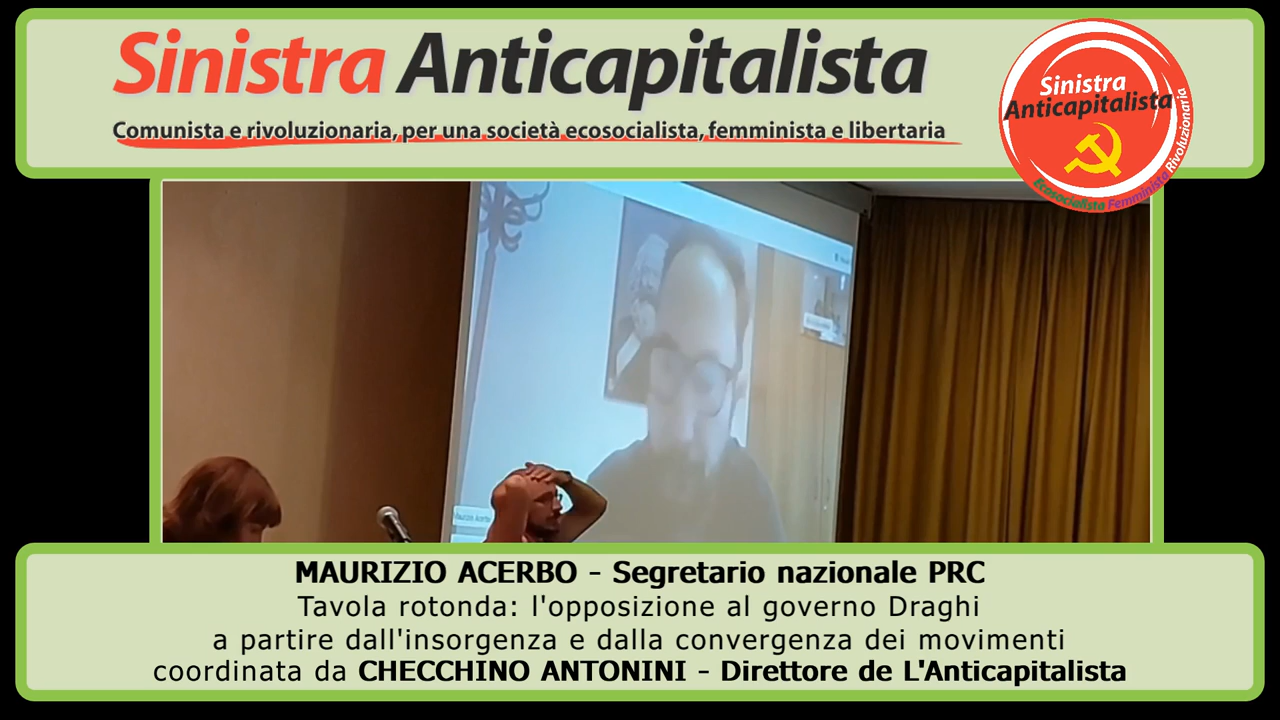 Sinistra Anticapitalista
Comunista e rivoluzionaria, per una società ecosocialista, femminista e libertaria
Sinistra
Anticapitalista
Ecosocialista Femminista Rivoluzionaria
MAURIZIO ACERBO - Segretario nazionale PRC
Tavola rotonda: l'opposizione al governo Draghi
a partire dall'insorgenza e dalla convergenza dei movimenti
coordinata da CHECCHINO ANTONINI - Direttore de L'Anticapitalista